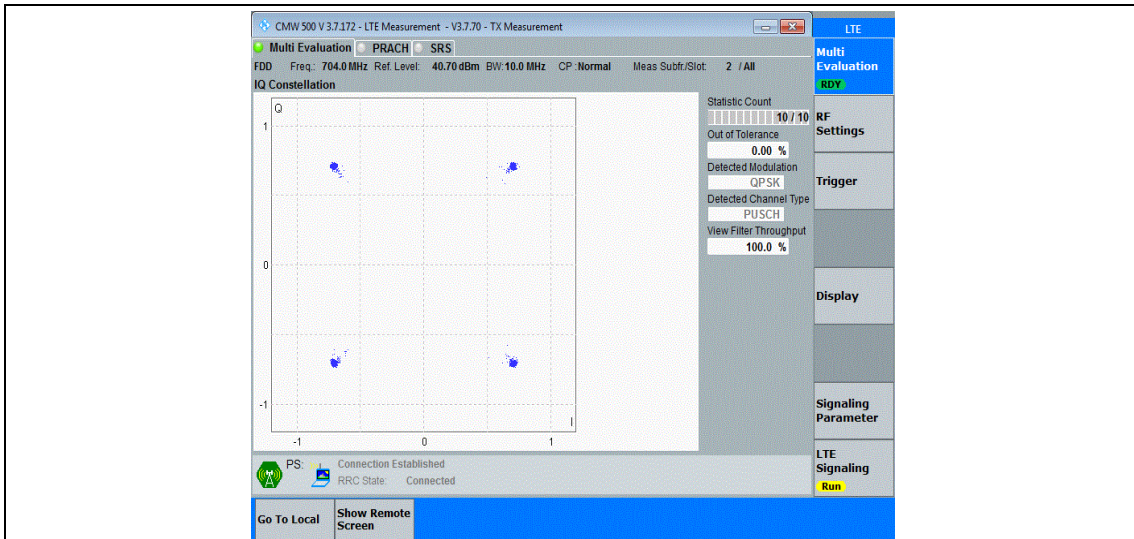 CMW 500 V 3.7.172 - LTE Measurement - V3.7.70 - TX Measurement
LTE
Multi Evaluation PRACH SRS
FDD Freq.: 704.0 MHz Ref. Level: 40.70 dBm BW: 10.0 MHz CP : Normal Meas Subfr./Slot: 2 / All
IQ Constellation
Q
1
0
-1
I
-1 0 1
Statistic Count
10 / 10
Out of Tolerance
0.00 %
Detected Modulation
QPSK
Detected Channel Type
PUSCH
View Filter Throughput
100.0 %
Multi
Evaluation
RDY
RF
Settings
Trigger
Display
Signaling
Parameter
LTE
Signaling
Run
PS: Connection Established
RRC State: Connected
Go To Local
Show Remote
Screen